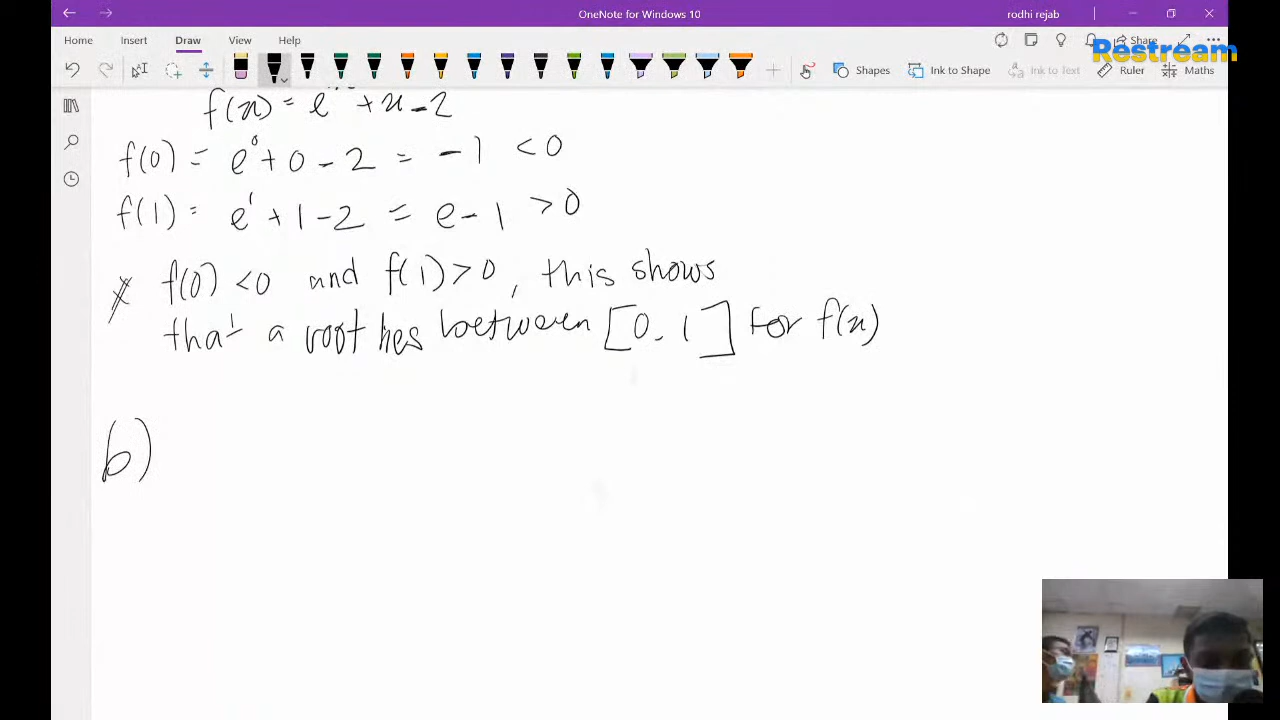 OneNote for Windows 10
rodhi rejab
Home Insert Draw View Help
Share
Restream
Shapes Ink to Shape Ink to Text Ruler Maths
f(x) = e + x - 2
f(0) = e⁰ + 0 - 2 = -1 < 0
f(1) = e¹ + 1 - 2 = e - 1 > 0
* f(0) < 0 and f(1) > 0, this shows
that a root lies between [0, 1] for f(x)
b)